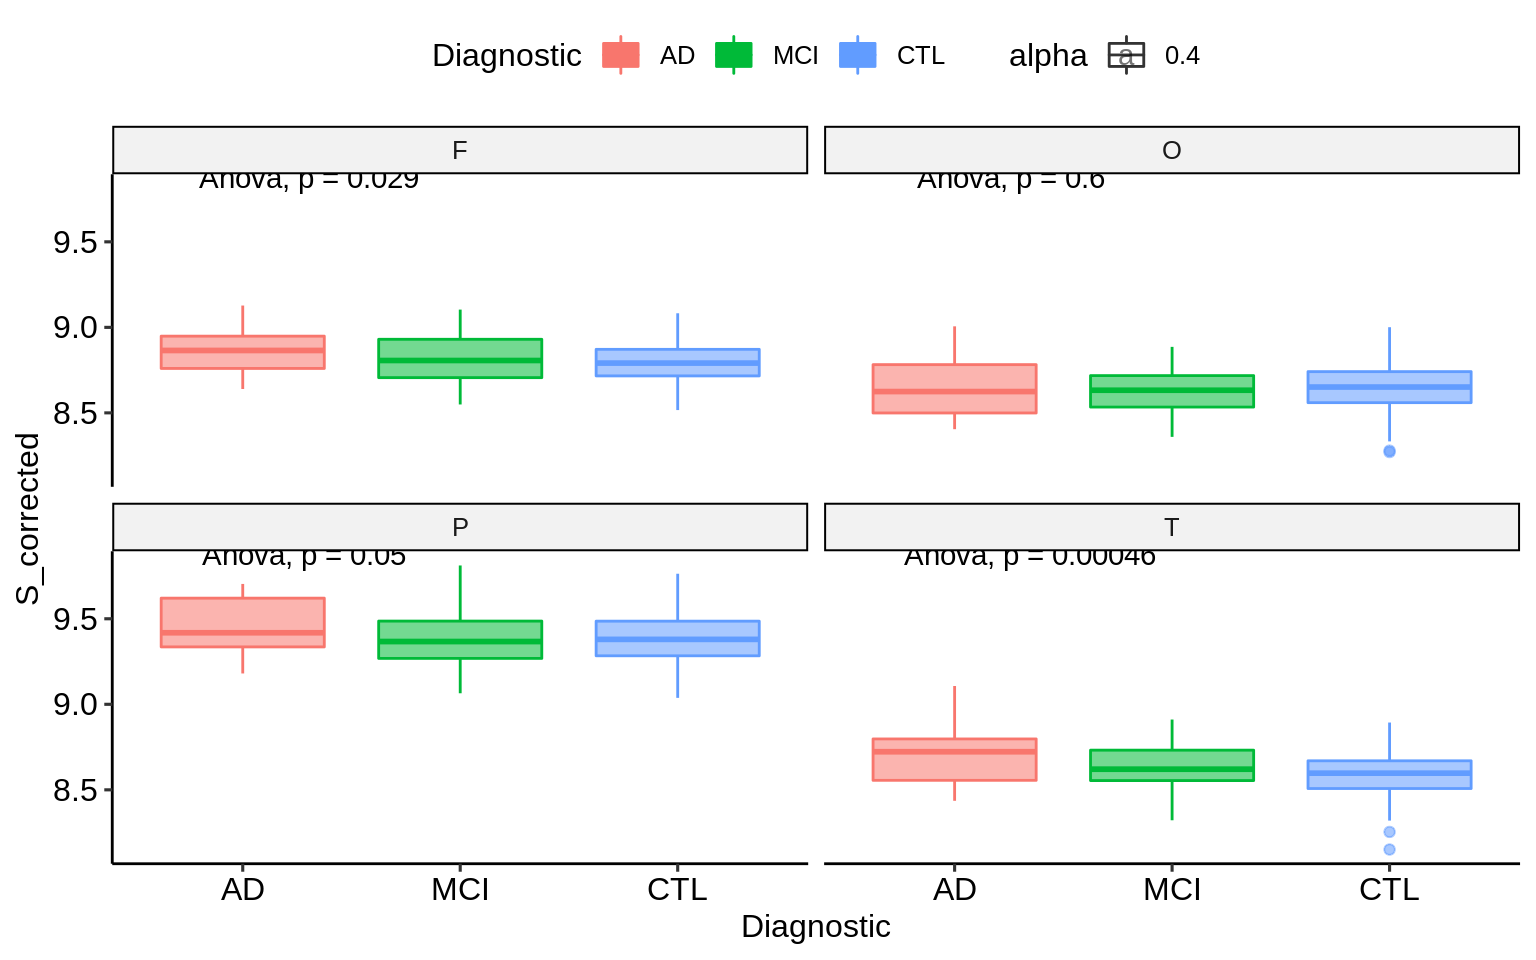 Diagnostic AD MCI CTL alpha a 0.4
F O
Anova, p = 0.029 Anova, p = 0.6
9.5
9.0
8.5
S_corrected
P T
Anova, p = 0.05 Anova, p = 0.00046
9.5
9.0
8.5
AD MCI CTL AD MCI CTL
Diagnostic